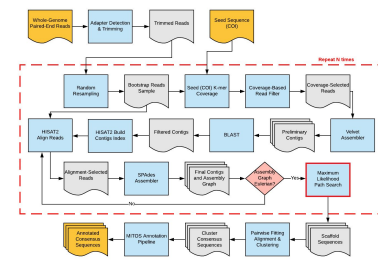 Whole-Genome
Paired-End Reads
Adapter Detection
& Trimming
Trimmed Reads
Seed Sequence
(COI)
Repeat N times
Random
Resampling
Bootstrap Reads
Sample
Seed (COI) K-mer
Coverage
Coverage-Based
Read Filter
Coverage-Selected
Reads
HISAT2
Align Reads
HISAT2 Build
Contigs Index
Filtered Contigs
BLAST
Preliminary
Contigs
Velvet
Assembler
Alignment-Selected
Reads
SPAdes
Assembler
Final Contigs
and Assembly
Graph
Assembly
Graph
Eulerian?
Yes
Maximum
Likelihood
Path Search
No
Annotated
Consensus
Sequences
MITOS Annotation
Pipeline
Cluster
Consensus
Sequences
Pairwise Fitting
Alignment &
Clustering
Scaffold
Sequences